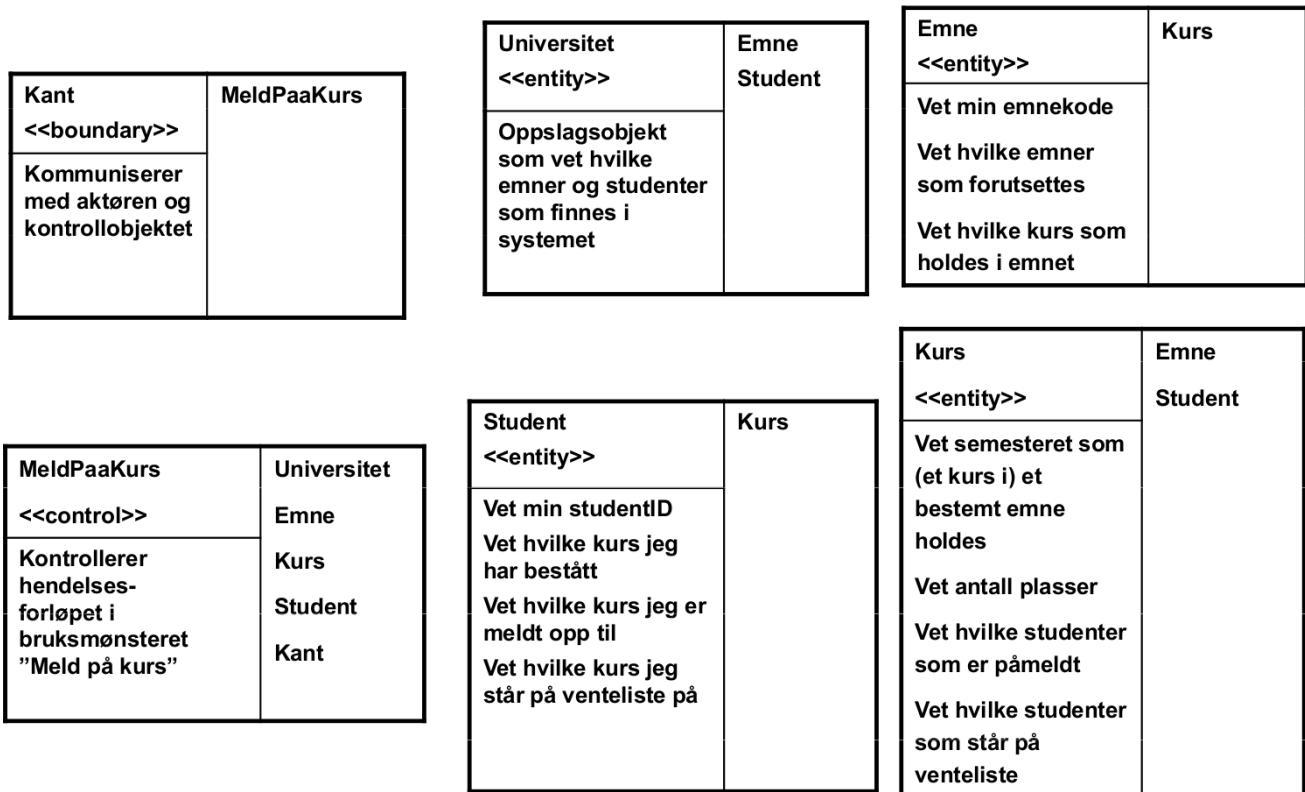 Kant
<<boundary>>
Kommuniserer
med aktøren og
kontrollobjektet
MeldPaaKurs
Universitet
<<entity>>
Oppslagsobjekt
som vet hvilke
emner og studenter
som finnes i
systemet
Emne
Student
Emne
<<entity>>
Vet min emnekode
Vet hvilke emner
som forutsettes
Vet hvilke kurs som
holdes i emnet
Kurs
MeldPaaKurs
<<control>>
Kontrollerer
hendelses-
forløpet i
bruksmønsteret
”Meld på kurs”
Universitet
Emne
Kurs
Student
Kant
Student
<<entity>>
Vet min studentID
Vet hvilke kurs jeg
har bestått
Vet hvilke kurs jeg er
meldt opp til
Vet hvilke kurs jeg
står på venteliste på
Kurs
Kurs
<<entity>>
Vet semesteret som
(et kurs i) et
bestemt emne
holdes
Vet antall plasser
Vet hvilke studenter
som er påmeldt
Vet hvilke studenter
som står på
venteliste
Emne
Student